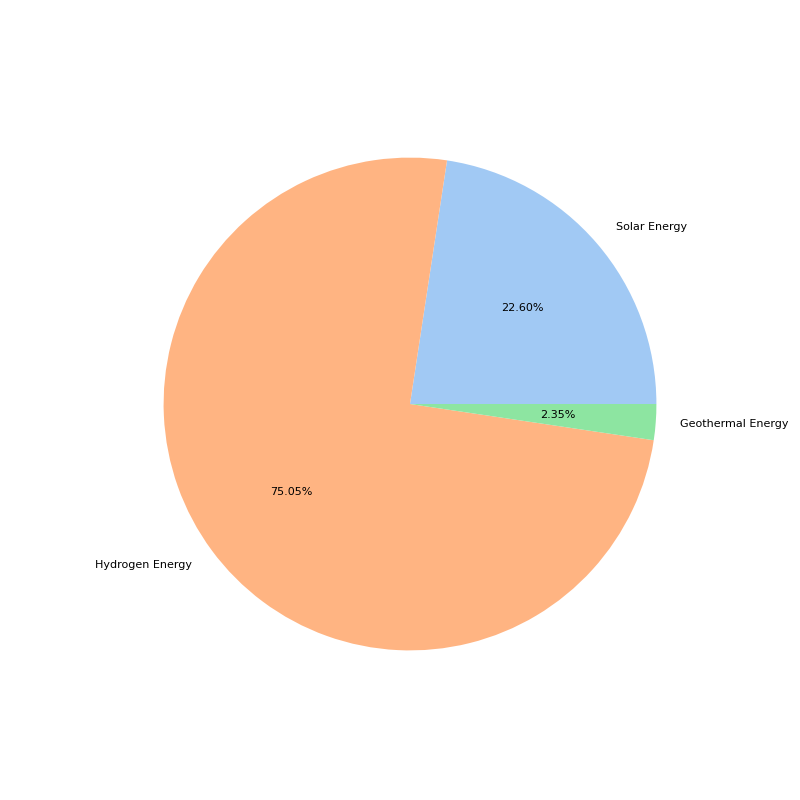 Solar Energy
22.60%
2.35%
Geothermal Energy
75.05%
Hydrogen Energy